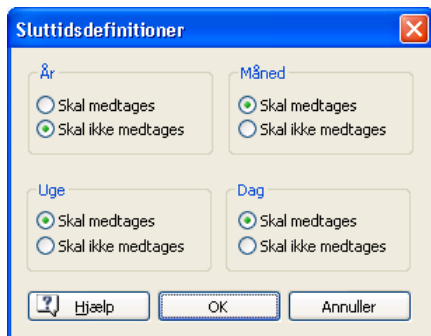 Sluttidsdefinitioner
År
Skal medtages
Skal ikke medtages
Måned
Skal medtages
Skal ikke medtages
Uge
Skal medtages
Skal ikke medtages
Dag
Skal medtages
Skal ikke medtages
Hjælp
OK
Annuller